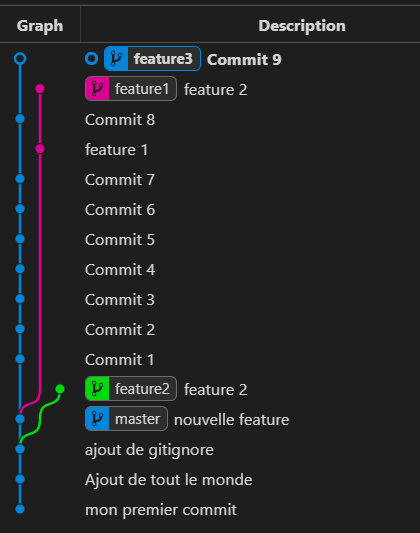 Graph Description
feature3 Commit 9
feature1 feature 2
Commit 8
feature 1
Commit 7
Commit 6
Commit 5
Commit 4
Commit 3
Commit 2
Commit 1
feature2 feature 2
master nouvelle feature
ajout de gitignore
Ajout de tout le monde
mon premier commit